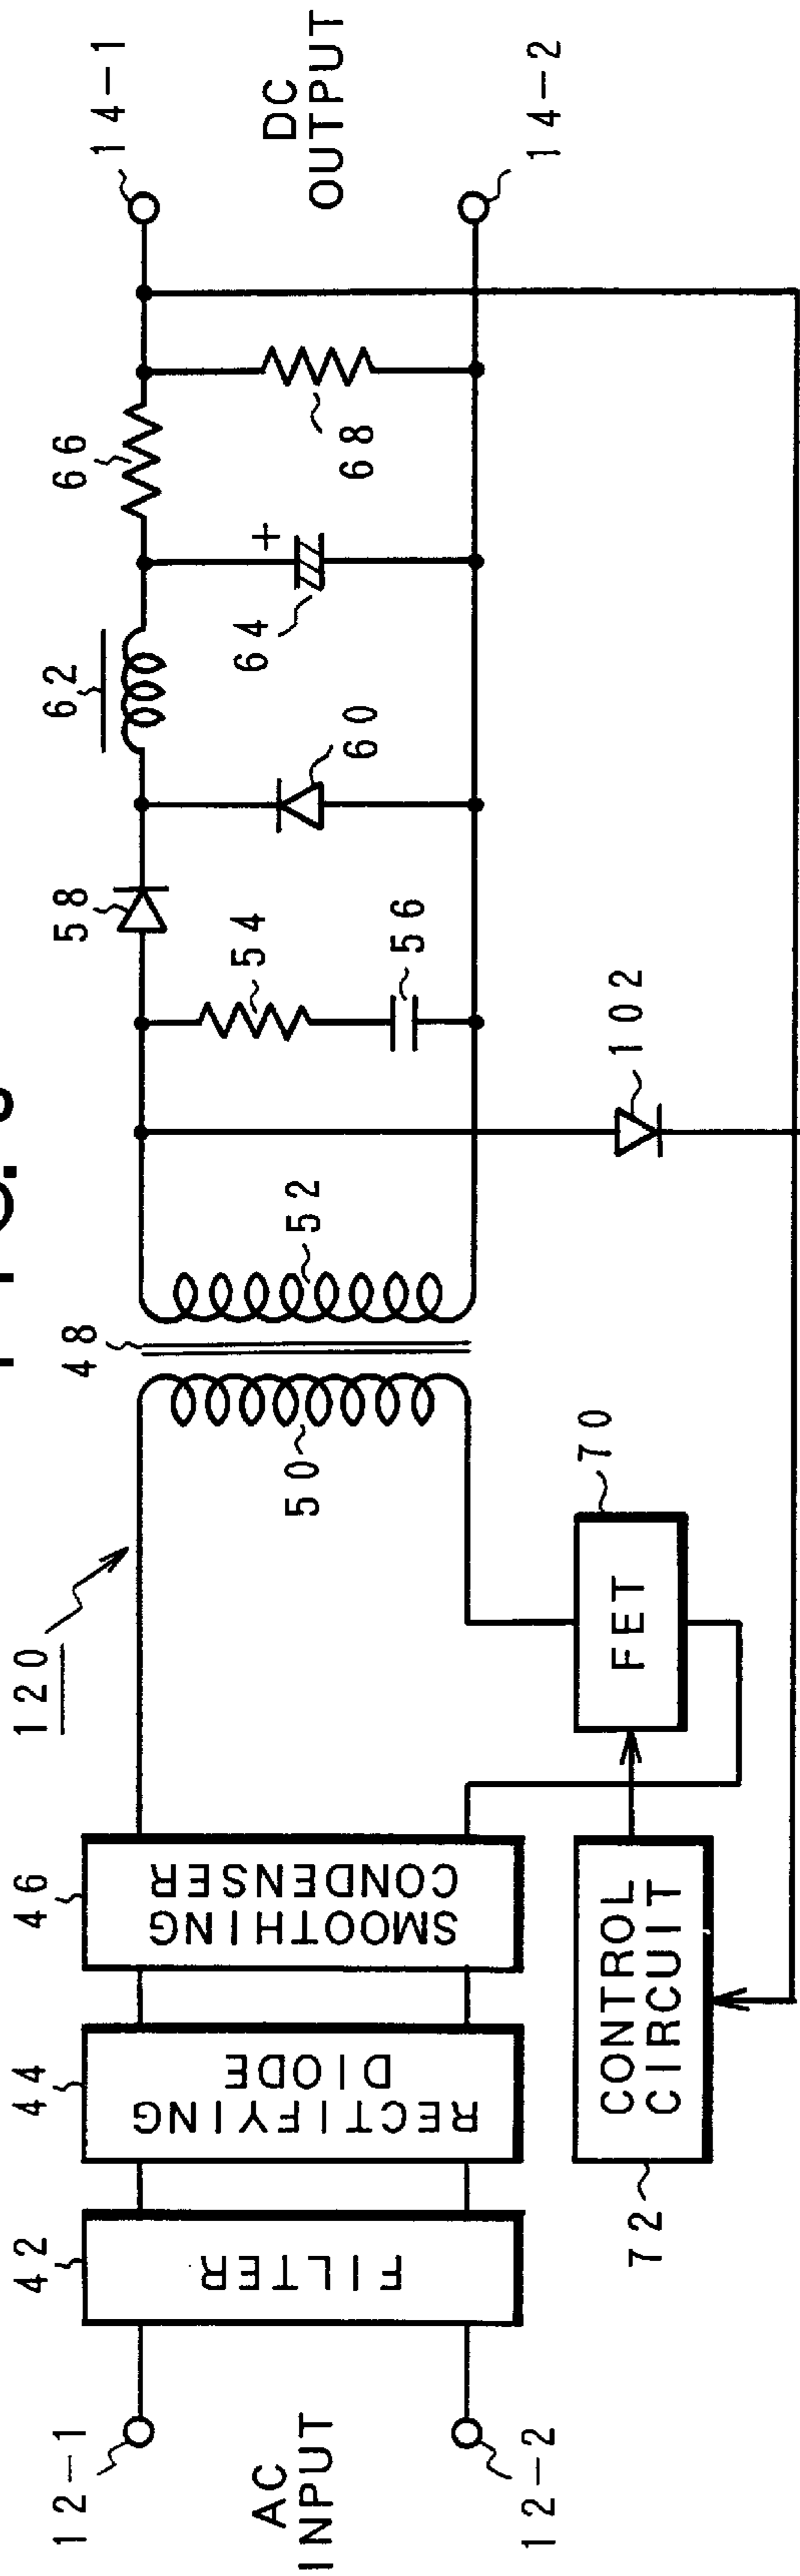 120
12-1
AC
INPUT
12-2
42
FILTER
44
RECTIFYING
DIODE
46
SMOOTHING
CONDENSER
72
CONTROL
CIRCUIT
70
FET
48
50
52
102
54
56
58
60
62
64
+
66
68
14-1
DC
OUTPUT
14-2